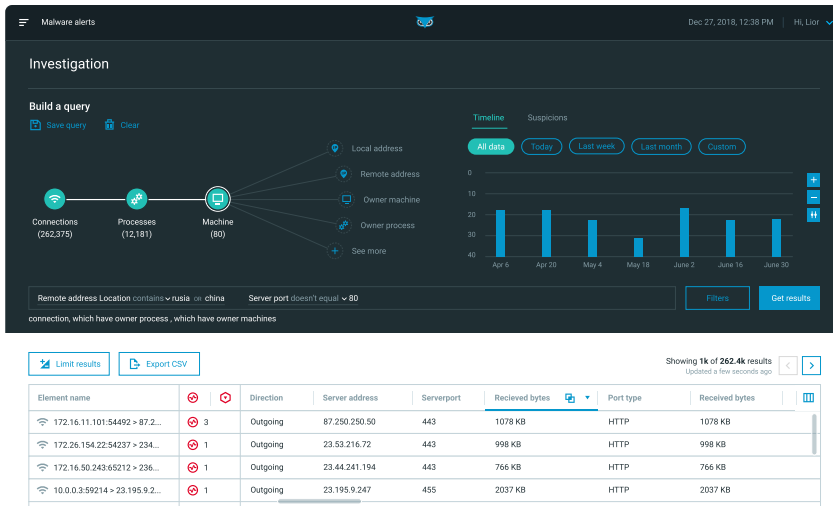 Malware alerts
Dec 27, 2018, 12:38 PM Hi, Lior
Investigation
Build a query
Save query Clear
Timeline Suspicions
All data Today Last week Last month Custom
Local address
Remote address
Owner machine
Owner process
See more
Connections Processes Machine
(262,375) (12,181) (80)
0
10
20
30
40
Apr 6 Apr 20 May 4 May 18 June 2 June 16 June 30
Remote address Location contains rusia OR china Server port doesn't equal 80
Filters Get results
connection, which have owner process , which have owner machines
Limit results Export CSV
Showing 1k of 262.4k results
Updated a few seconds ago
Element name Direction Server address Serverport Recieved bytes Port type Received bytes
172.16.11.101:54492 > 87.2... 3 Outgoing 87.250.250.50 443 1078 KB HTTP 1078 KB
172.26.154.22:54237 > 234... 1 Outgoing 23.53.216.72 443 998 KB HTTP 998 KB
172.16.50.243:65212 > 236... 1 Outgoing 23.44.241.194 443 766 KB HTTP 766 KB
10.0.0.3:59214 > 23.195.9.2... 1 Outgoing 23.195.9.247 455 2037 KB HTTP 2037 KB